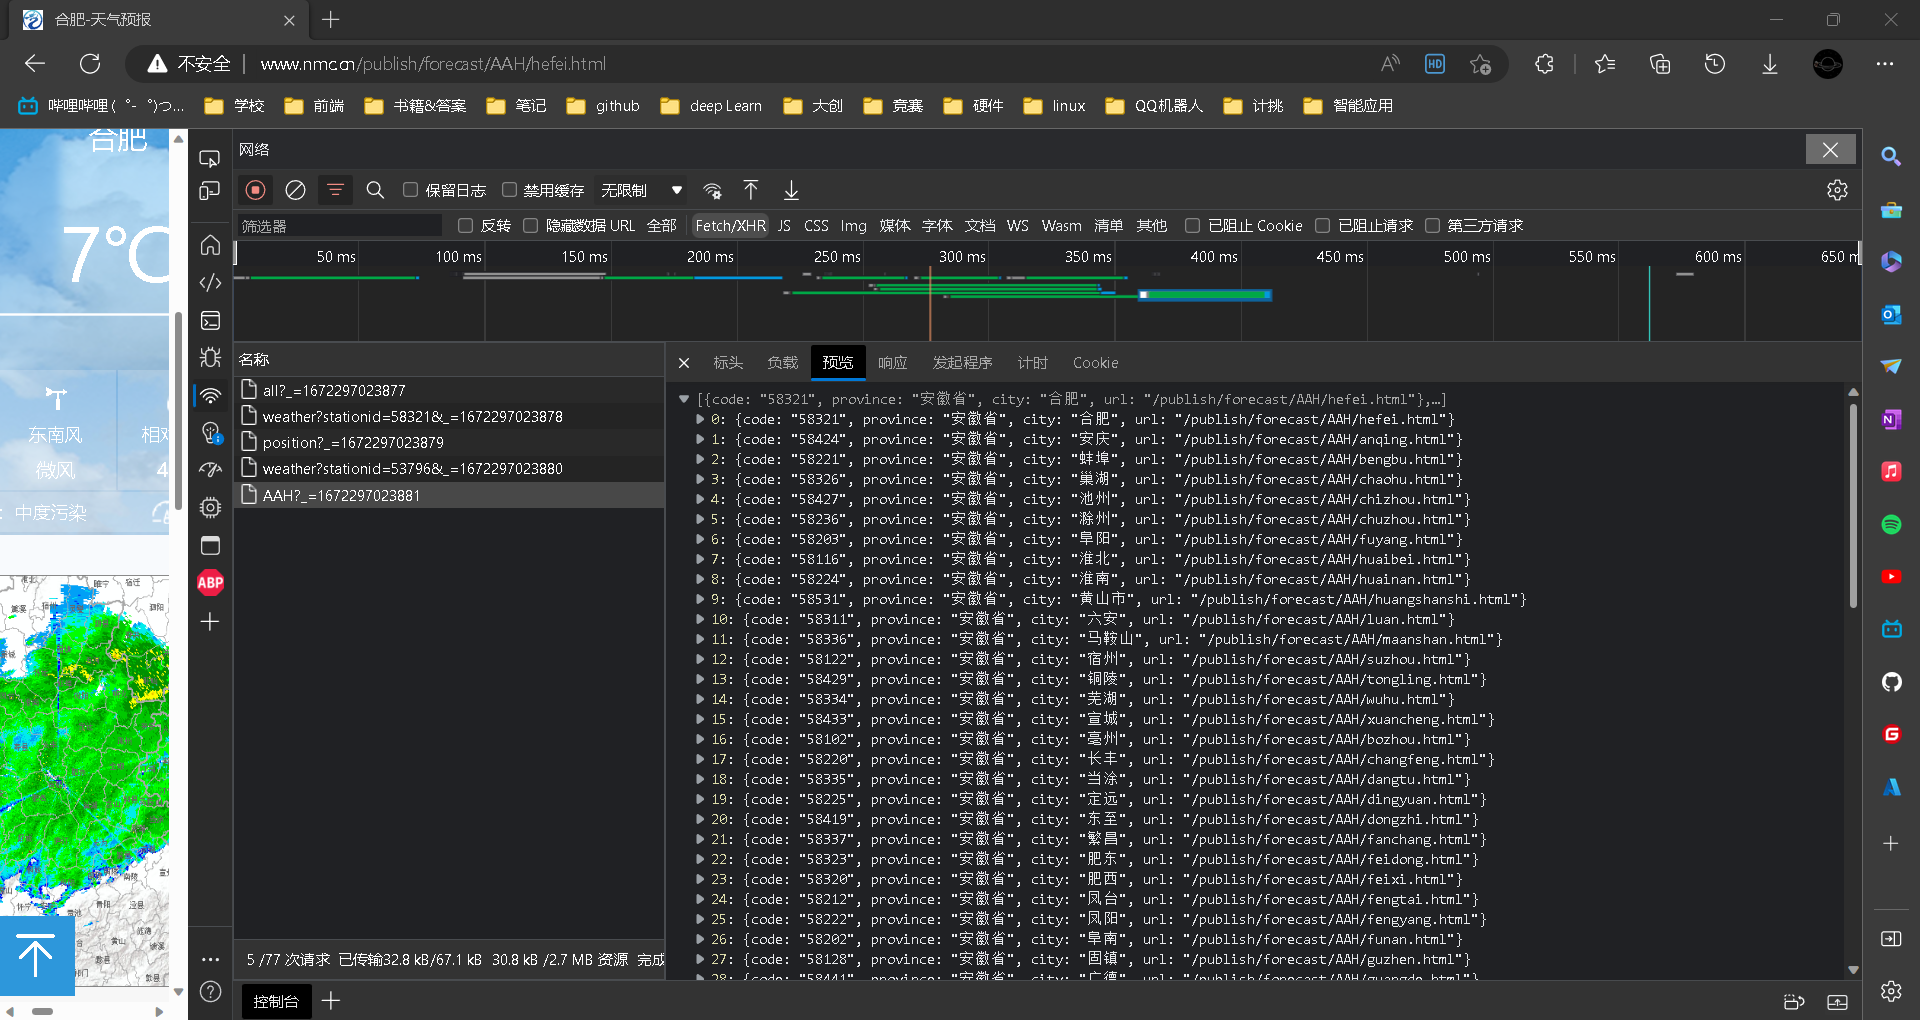 合肥-天气预报
不安全 www.nmc.cn/publish/forecast/AAH/hefei.html
哔哩哔哩 (゜-゜)つ... 学校 前端 书籍&答案 笔记 github deep Learn 大创 竞赛 硬件 linux QQ机器人 计挑 智能应用
合肥
7°C
东南风
微风
中度污染
网络
保留日志 禁用缓存 无限制
筛选器 反转 隐藏数据 URL 全部 Fetch/XHR JS CSS Img 媒体 字体 文档 WS Wasm 清单 其他 已阻止 Cookie 已阻止请求 第三方请求
50 ms 100 ms 150 ms 200 ms 250 ms 300 ms 350 ms 400 ms 450 ms 500 ms 550 ms 600 ms 650 m
名称
all?_=1672297023877
weather?stationid=58321&_=1672297023878
position?_=1672297023879
weather?stationid=53796&_=1672297023880
AAH?_=1672297023881
ABP
标头 负载 预览 响应 发起程序 计时 Cookie
[{code: "58321", province: "安徽省", city: "合肥", url: "/publish/forecast/AAH/hefei.html"},…]
0: {code: "58321", province: "安徽省", city: "合肥", url: "/publish/forecast/AAH/hefei.html"}
1: {code: "58424", province: "安徽省", city: "安庆", url: "/publish/forecast/AAH/anqing.html"}
2: {code: "58221", province: "安徽省", city: "蚌埠", url: "/publish/forecast/AAH/bengbu.html"}
3: {code: "58326", province: "安徽省", city: "巢湖", url: "/publish/forecast/AAH/chaohu.html"}
4: {code: "58427", province: "安徽省", city: "池州", url: "/publish/forecast/AAH/chizhou.html"}
5: {code: "58236", province: "安徽省", city: "滁州", url: "/publish/forecast/AAH/chuzhou.html"}
6: {code: "58203", province: "安徽省", city: "阜阳", url: "/publish/forecast/AAH/fuyang.html"}
7: {code: "58116", province: "安徽省", city: "淮北", url: "/publish/forecast/AAH/huaibei.html"}
8: {code: "58224", province: "安徽省", city: "淮南", url: "/publish/forecast/AAH/huainan.html"}
9: {code: "58531", province: "安徽省", city: "黄山市", url: "/publish/forecast/AAH/huangshanshi.html"}
10: {code: "58311", province: "安徽省", city: "六安", url: "/publish/forecast/AAH/luan.html"}
11: {code: "58336", province: "安徽省", city: "马鞍山", url: "/publish/forecast/AAH/maanshan.html"}
12: {code: "58122", province: "安徽省", city: "宿州", url: "/publish/forecast/AAH/suzhou.html"}
13: {code: "58429", province: "安徽省", city: "铜陵", url: "/publish/forecast/AAH/tongling.html"}
14: {code: "58334", province: "安徽省", city: "芜湖", url: "/publish/forecast/AAH/wuhu.html"}
15: {code: "58433", province: "安徽省", city: "宣城", url: "/publish/forecast/AAH/xuancheng.html"}
16: {code: "58102", province: "安徽省", city: "亳州", url: "/publish/forecast/AAH/bozhou.html"}
17: {code: "58220", province: "安徽省", city: "长丰", url: "/publish/forecast/AAH/changfeng.html"}
18: {code: "58335", province: "安徽省", city: "当涂", url: "/publish/forecast/AAH/dangtu.html"}
19: {code: "58225", province: "安徽省", city: "定远", url: "/publish/forecast/AAH/dingyuan.html"}
20: {code: "58419", province: "安徽省", city: "东至", url: "/publish/forecast/AAH/dongzhi.html"}
21: {code: "58337", province: "安徽省", city: "繁昌", url: "/publish/forecast/AAH/fanchang.html"}
22: {code: "58323", province: "安徽省", city: "肥东", url: "/publish/forecast/AAH/feidong.html"}
23: {code: "58320", province: "安徽省", city: "肥西", url: "/publish/forecast/AAH/feixi.html"}
24: {code: "58212", province: "安徽省", city: "凤台", url: "/publish/forecast/AAH/fengtai.html"}
25: {code: "58222", province: "安徽省", city: "凤阳", url: "/publish/forecast/AAH/fengyang.html"}
26: {code: "58202", province: "安徽省", city: "阜南", url: "/publish/forecast/AAH/funan.html"}
27: {code: "58128", province: "安徽省", city: "固镇", url: "/publish/forecast/AAH/guzhen.html"}
28: {code: "58441", province: "安徽省", city: "广德", url: "/publish/forecast/AAH/guangde.html"}
5 /77 次请求 已传输32.8 kB/67.1 kB 30.8 kB /2.7 MB 资源 完成
控制台